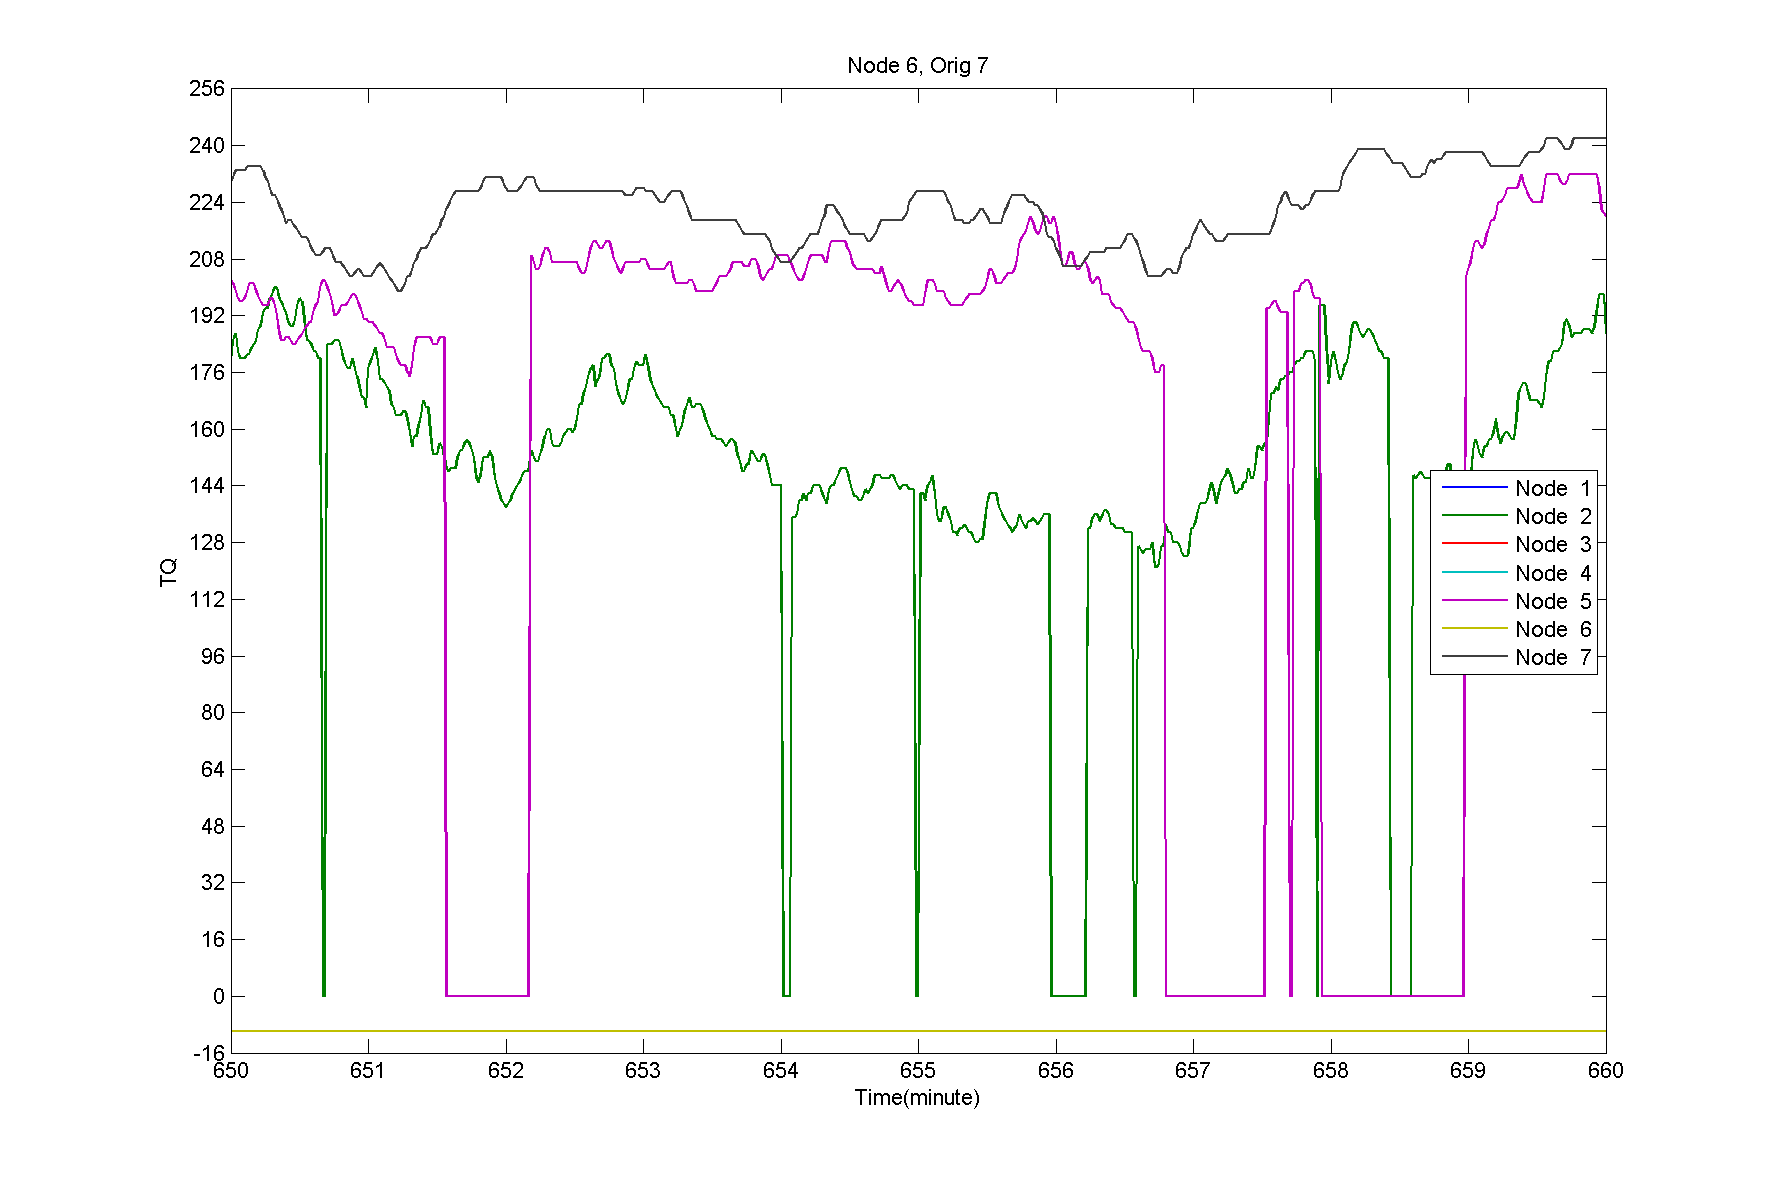 Node 6, Orig 7
256
240
224
208
192
176
160
144
128
112
96
80
64
48
32
16
0
-16
TQ
Node 1
Node 2
Node 3
Node 4
Node 5
Node 6
Node 7
650 651 652 653 654 655 656 657 658 659 660
Time(minute)